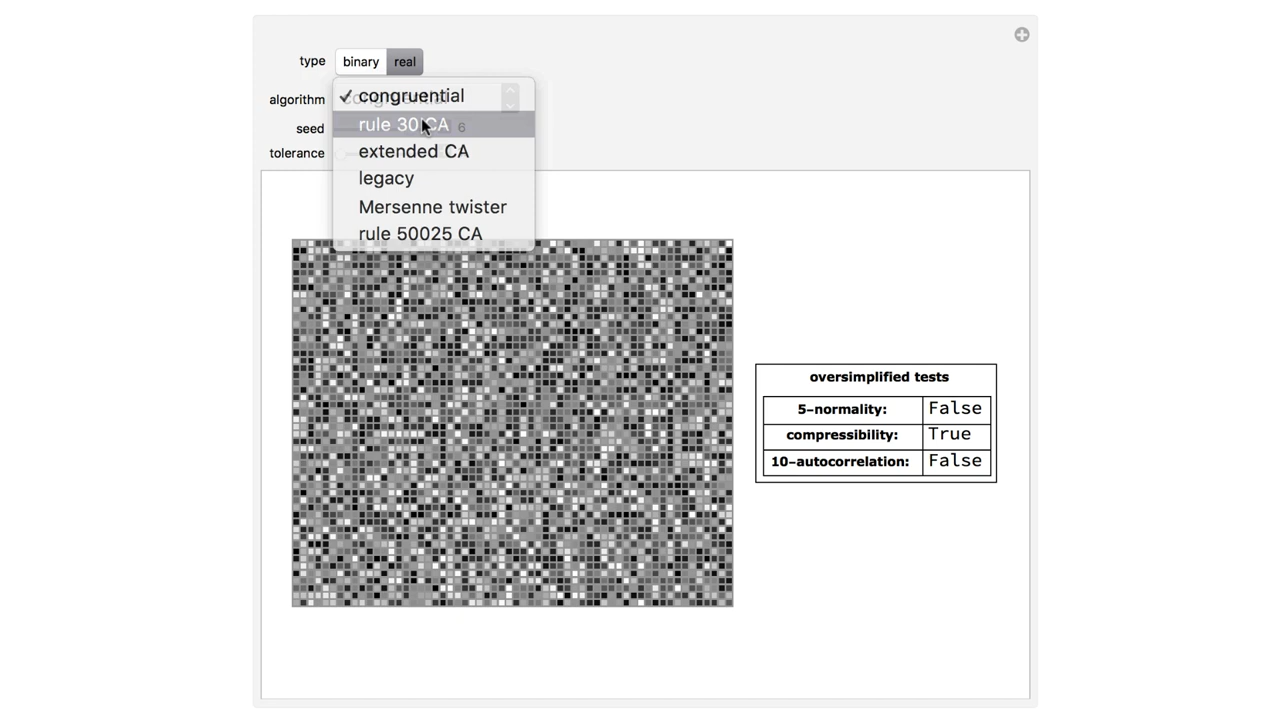 type binary real
algorithm congruential
rule 30 CA
seed 6
extended CA
tolerance
legacy
Mersenne twister
rule 50025 CA
oversimplified tests
5-normality: False
compressibility: True
10-autocorrelation: False